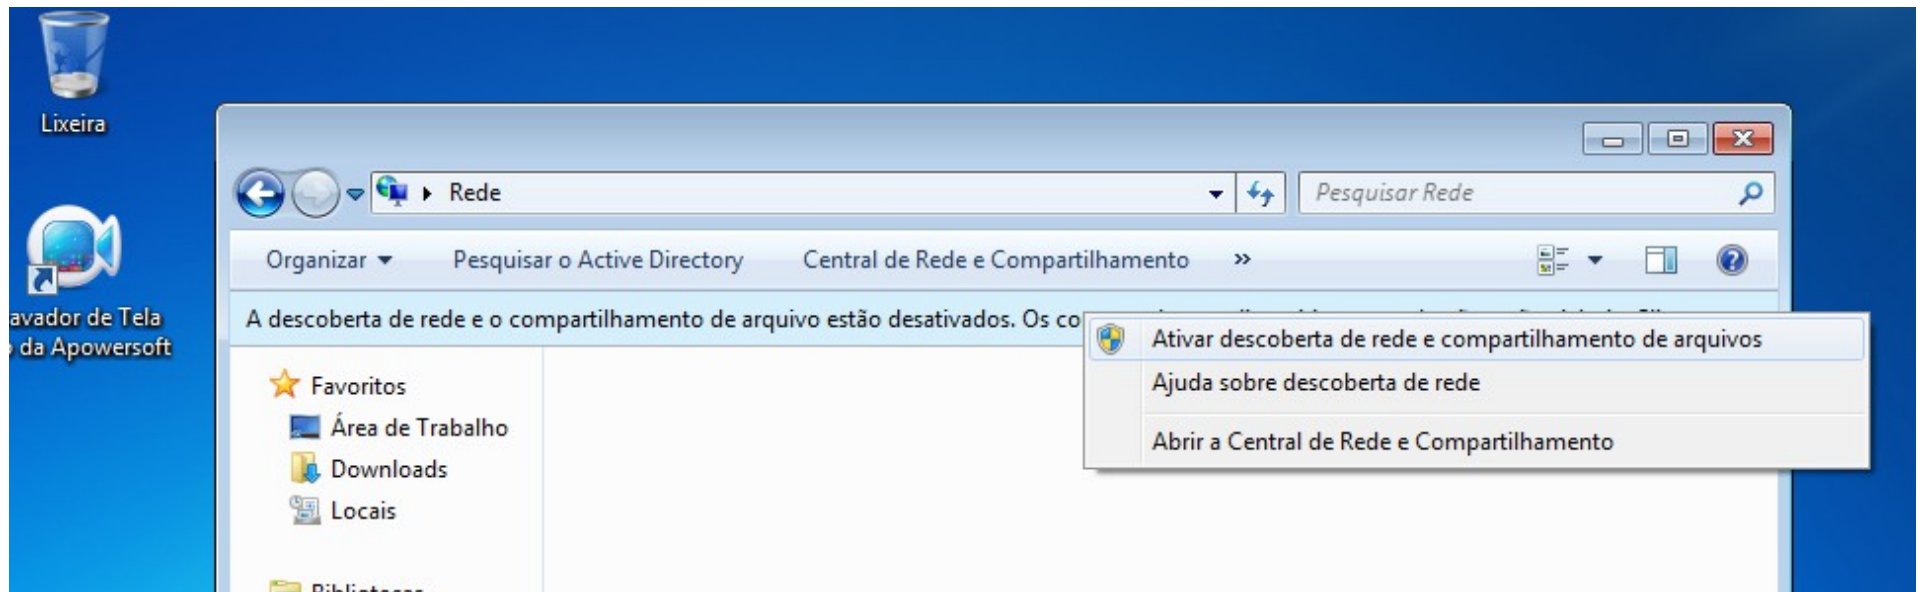 Lixeira
Rede
Pesquisar Rede
Organizar
Pesquisar o Active Directory
Central de Rede e Compartilhamento
»
avador de Tela
da Apowersoft
A descoberta de rede e o compartilhamento de arquivo estão desativados. Os co
Ativar descoberta de rede e compartilhamento de arquivos
Ajuda sobre descoberta de rede
Abrir a Central de Rede e Compartilhamento
Favoritos
Área de Trabalho
Downloads
Locais